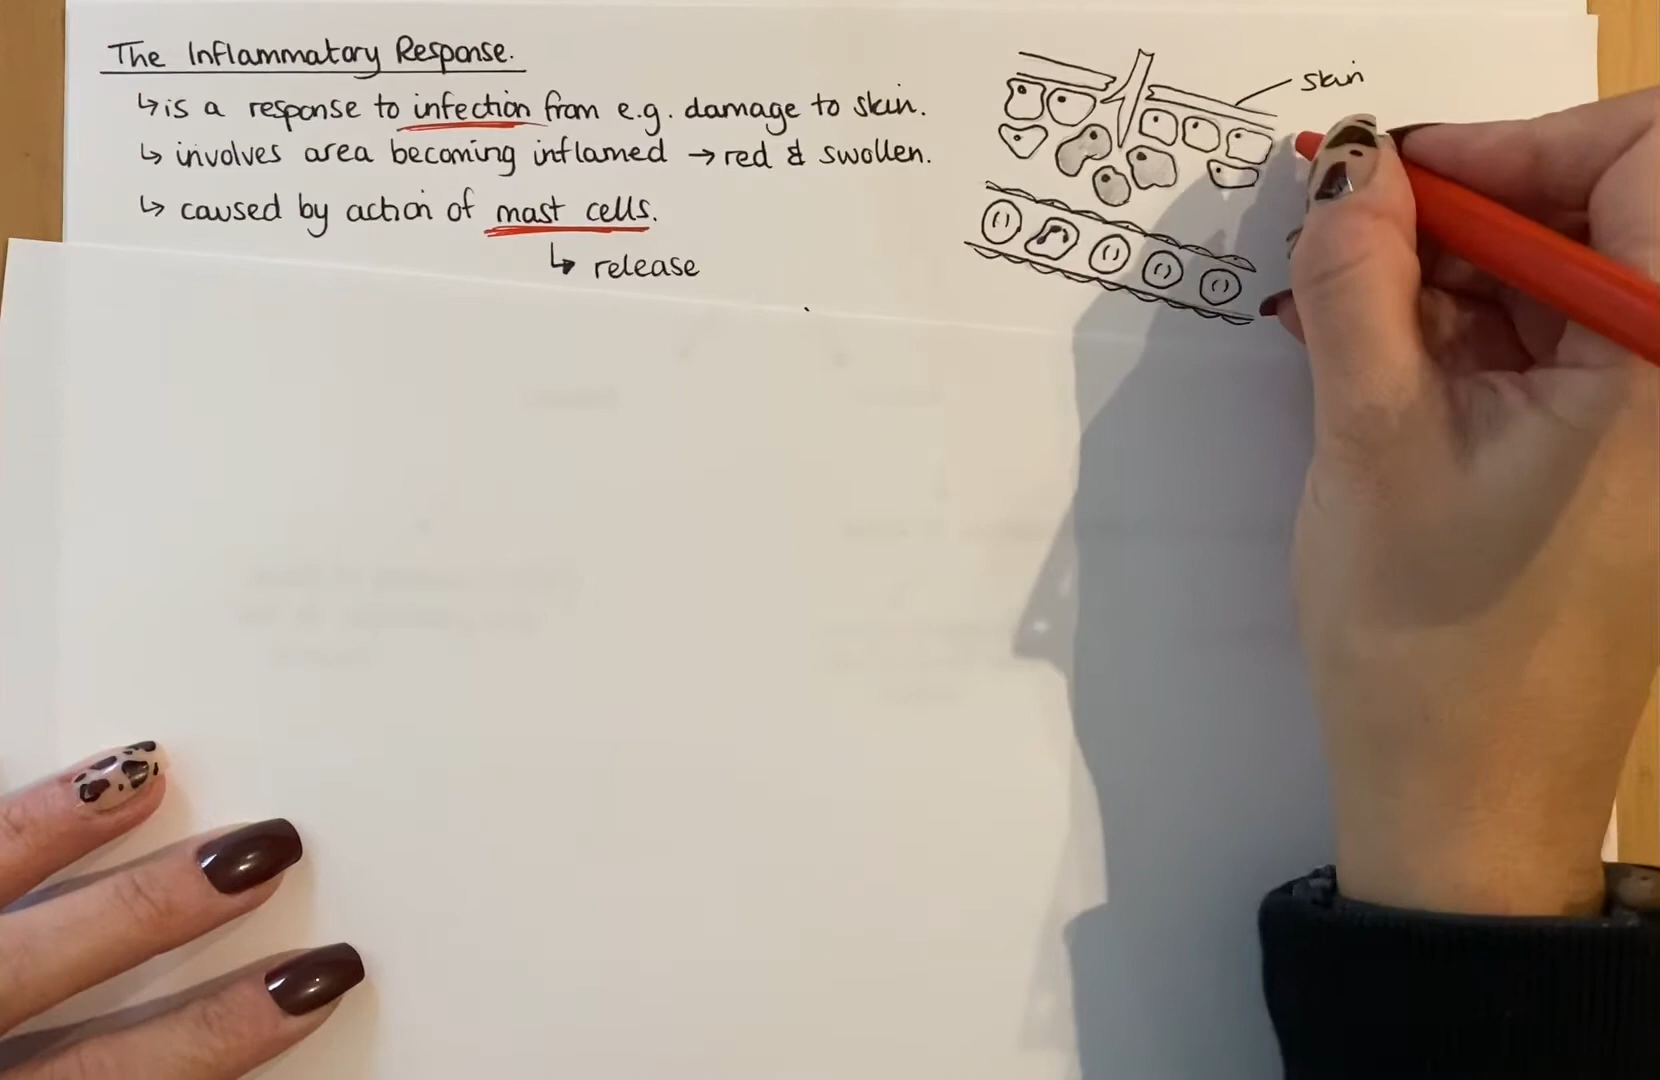 The Inflammatory Response.
↳ is a response to infection from e.g. damage to skin.
↳ involves area becoming inflamed → red & swollen.
↳ caused by action of mast cells.
↳ release
skin